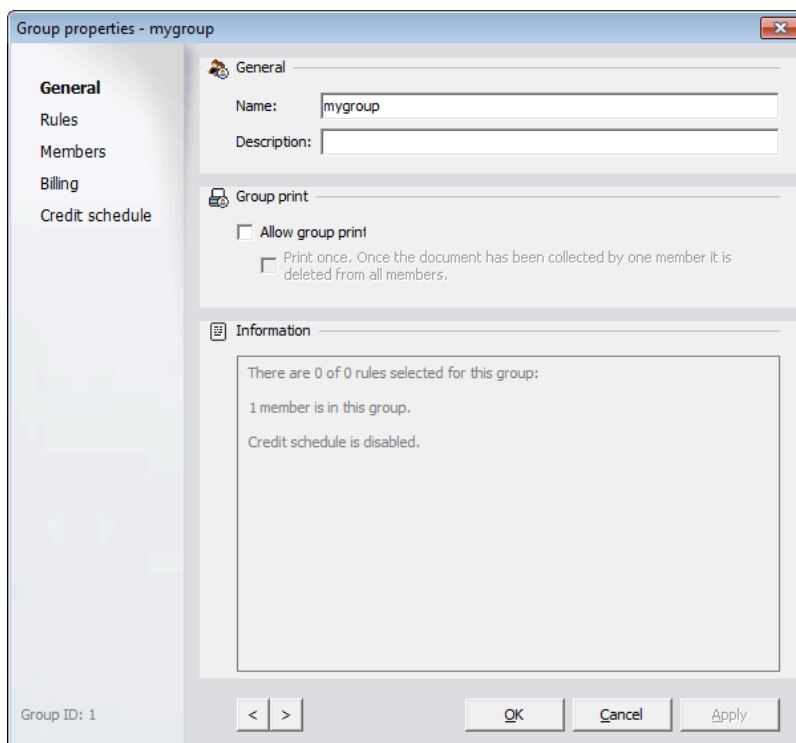 Group properties - mygroup
General
Rules
Members
Billing
Credit schedule
General
Name: mygroup
Description:
Group print
Allow group print
Print once. Once the document has been collected by one member it is
deleted from all members.
Information
There are 0 of 0 rules selected for this group:
1 member is in this group.
Credit schedule is disabled.
Group ID: 1
< > OK Cancel Apply